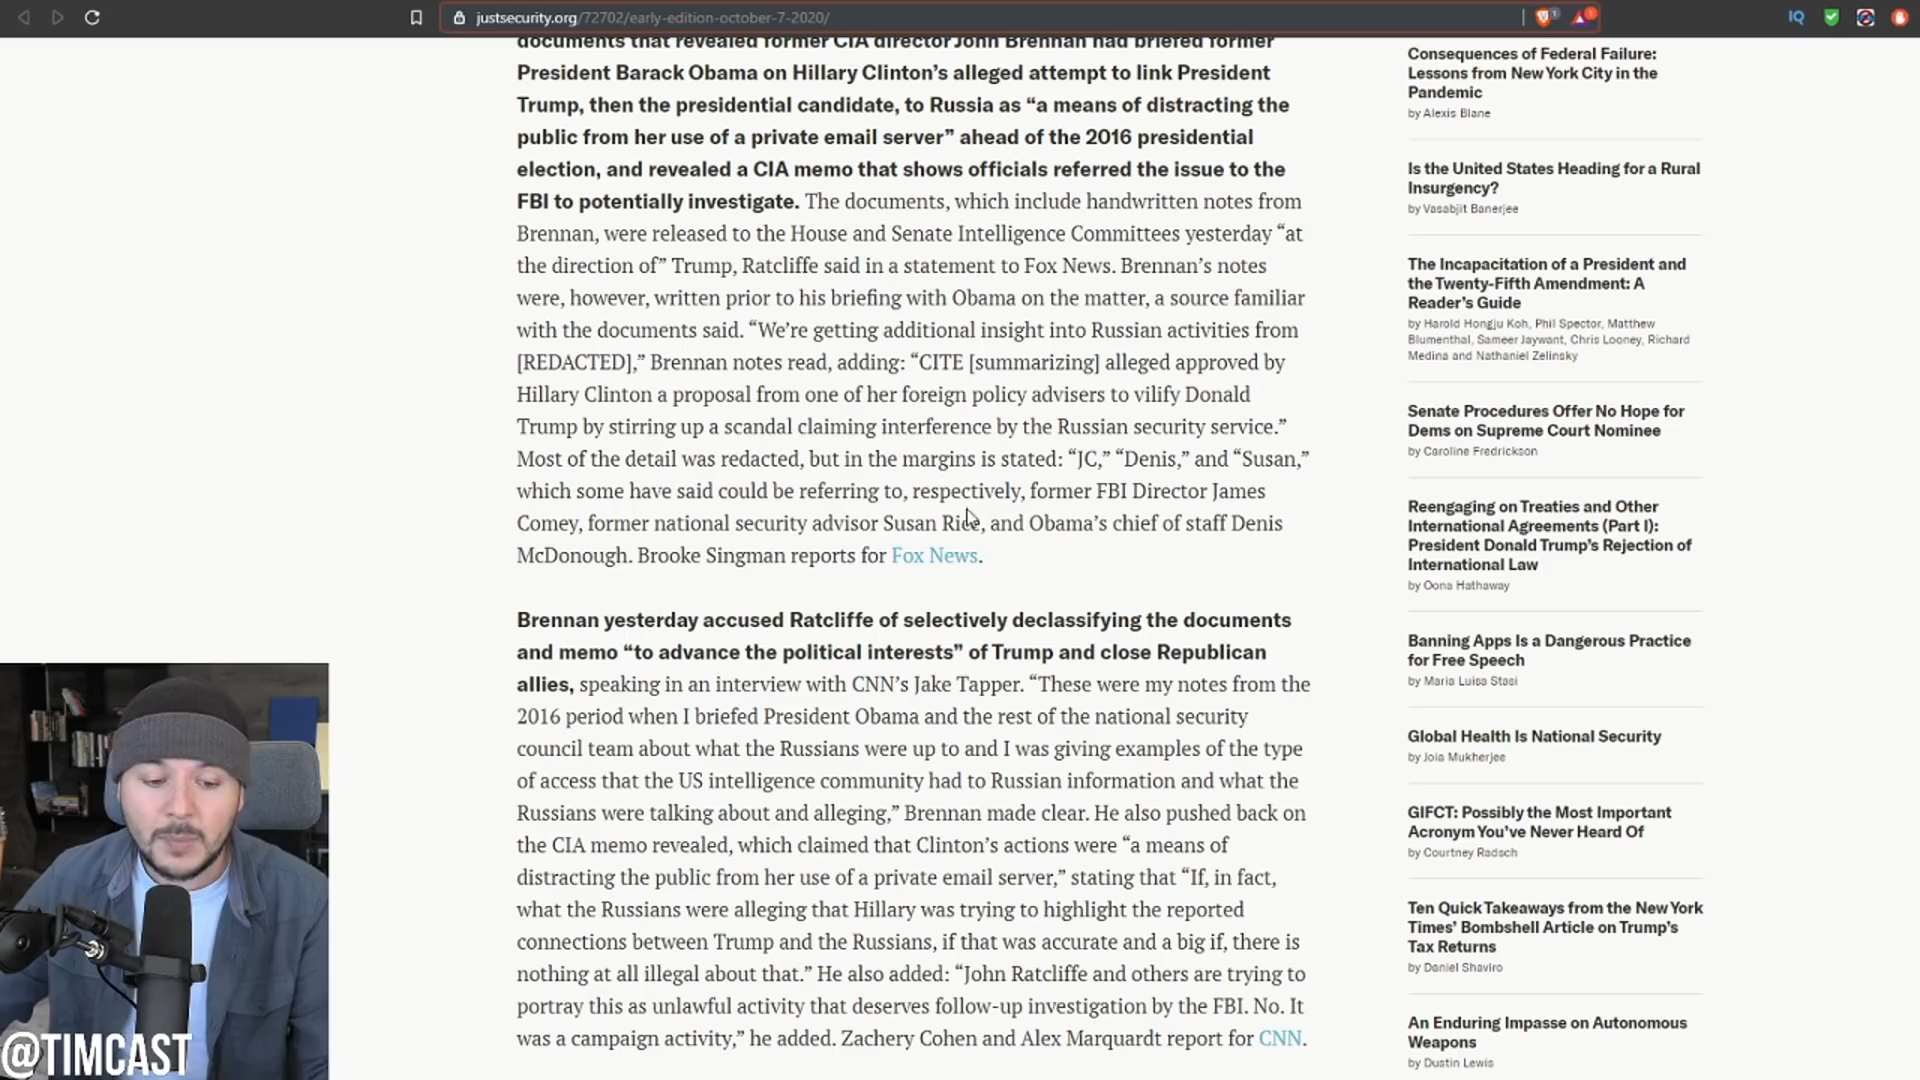 justsecurity.org/72702/early-edition-october-7-2020/
documents that revealed former CIA director John Brennan had briefed former
President Barack Obama on Hillary Clinton’s alleged attempt to link President
Trump, then the presidential candidate, to Russia as “a means of distracting the
public from her use of a private email server” ahead of the 2016 presidential
election, and revealed a CIA memo that shows officials referred the issue to the
FBI to potentially investigate. The documents, which include handwritten notes from
Brennan, were released to the House and Senate Intelligence Committees yesterday “at
the direction of” Trump, Ratcliffe said in a statement to Fox News. Brennan’s notes
were, however, written prior to his briefing with Obama on the matter, a source familiar
with the documents said. “We’re getting additional insight into Russian activities from
[REDACTED],” Brennan notes read, adding: “CITE [summarizing] alleged approved by
Hillary Clinton a proposal from one of her foreign policy advisers to vilify Donald
Trump by stirring up a scandal claiming interference by the Russian security service.”
Most of the detail was redacted, but in the margins is stated: “JC,” “Denis,” and “Susan,”
which some have said could be referring to, respectively, former FBI Director James
Comey, former national security advisor Susan Rice, and Obama’s chief of staff Denis
McDonough. Brooke Singman reports for Fox News.
Brennan yesterday accused Ratcliffe of selectively declassifying the documents
and memo “to advance the political interests” of Trump and close Republican
allies, speaking in an interview with CNN’s Jake Tapper. “These were my notes from the
2016 period when I briefed President Obama and the rest of the national security
council team about what the Russians were up to and I was giving examples of the type
of access that the US intelligence community had to Russian information and what the
Russians were talking about and alleging,” Brennan made clear. He also pushed back on
the CIA memo revealed, which claimed that Clinton’s actions were “a means of
distracting the public from her use of a private email server,” stating that “If, in fact,
what the Russians were alleging that Hillary was trying to highlight the reported
connections between Trump and the Russians, if that was accurate and a big if, there is
nothing at all illegal about that.” He also added: “John Ratcliffe and others are trying to
portray this as unlawful activity that deserves follow-up investigation by the FBI. No. It
was a campaign activity,” he added. Zachery Cohen and Alex Marquardt report for CNN.
Consequences of Federal Failure:
Lessons from New York City in the
Pandemic
by Alexis Blane
Is the United States Heading for a Rural
Insurgency?
by Vasabjit Banerjee
The Incapacitation of a President and
the Twenty-Fifth Amendment: A
Reader’s Guide
by Harold Hongju Koh, Phil Spector, Matthew
Blumenthal, Sameer Jaywant, Chris Looney, Richard
Medina and Nathaniel Zelinsky
Senate Procedures Offer No Hope for
Dems on Supreme Court Nominee
by Caroline Fredrickson
Reengaging on Treaties and Other
International Agreements (Part I):
President Donald Trump’s Rejection of
International Law
by Oona Hathaway
Banning Apps Is a Dangerous Practice
for Free Speech
by Maria Luisa Stasi
Global Health Is National Security
by Joia Mukherjee
GIFCT: Possibly the Most Important
Acronym You’ve Never Heard Of
by Courtney Radsch
Ten Quick Takeaways from the New York
Times’ Bombshell Article on Trump’s
Tax Returns
by Daniel Shaviro
An Enduring Impasse on Autonomous
Weapons
by Dustin Lewis
@TIMCAST